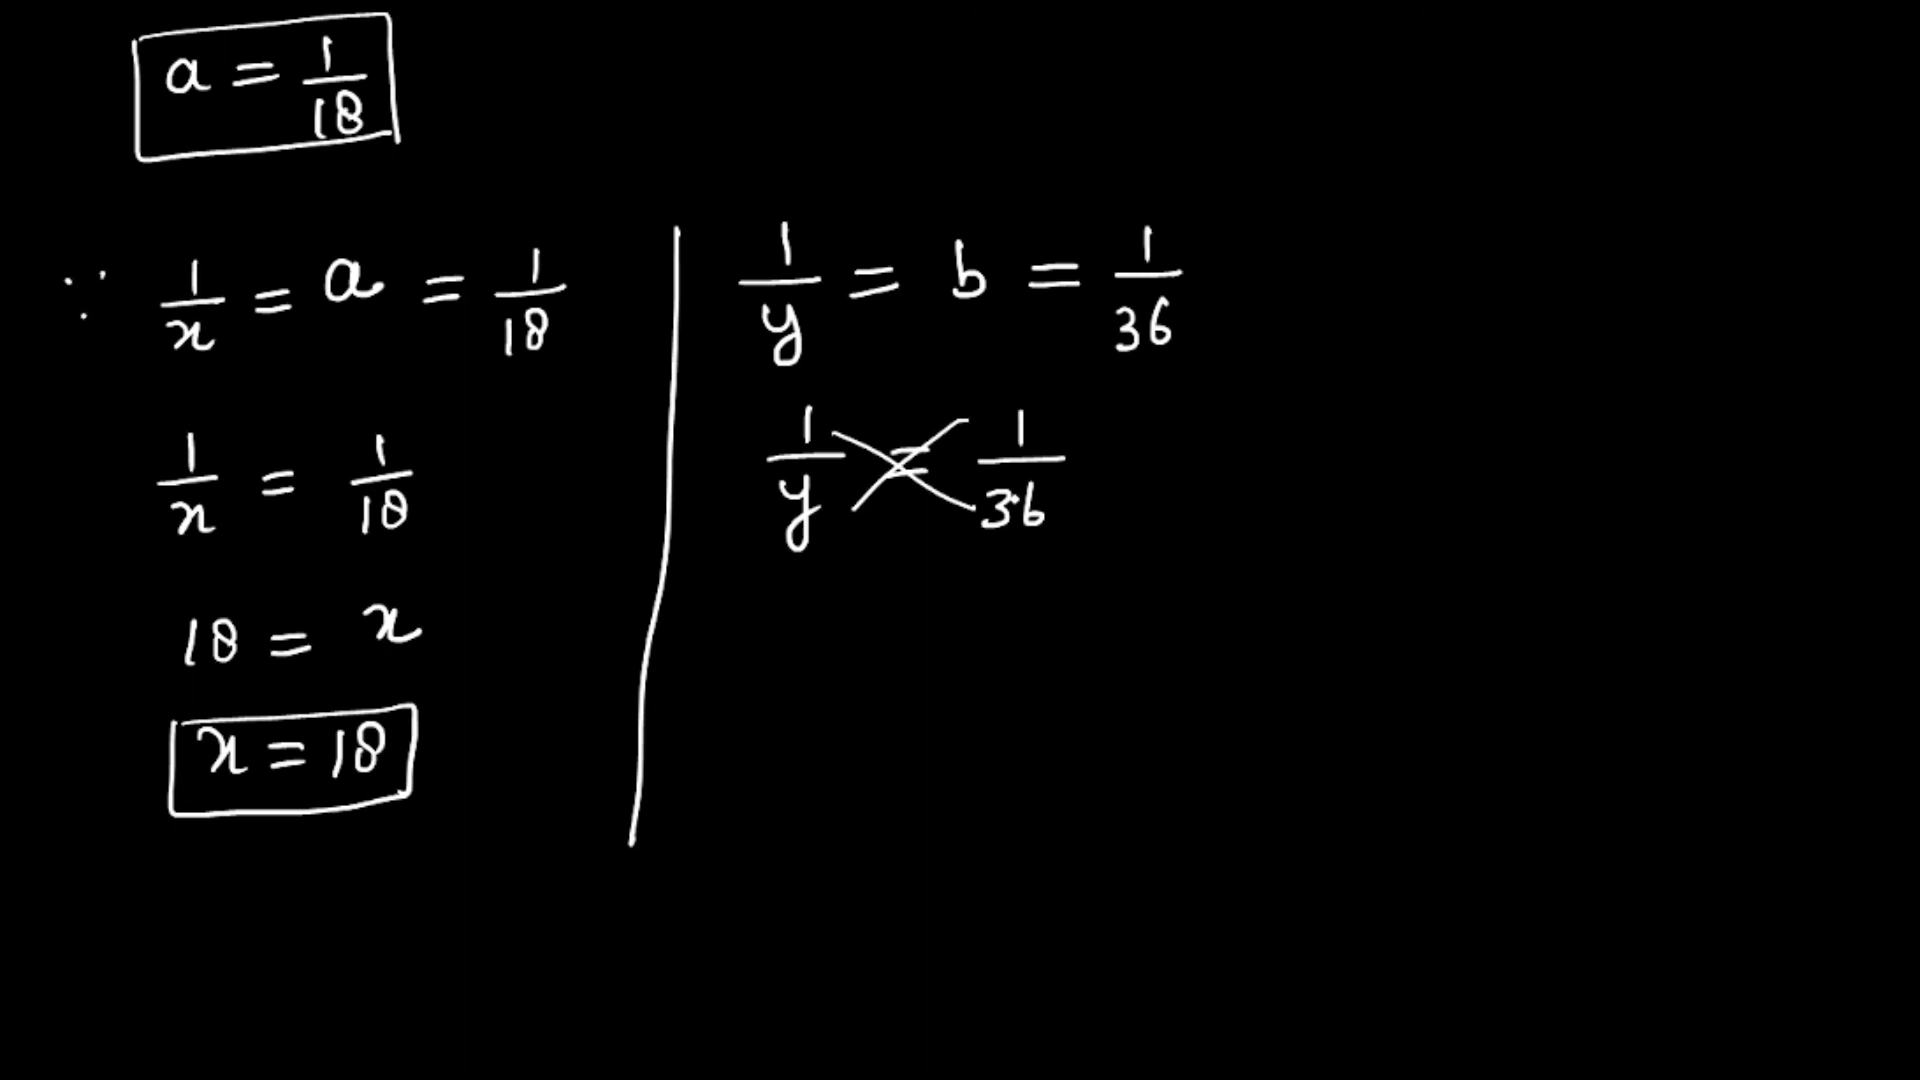 a = 1/18
∵ 1/x = a = 1/18
1/x = 1/18
18 = x
x = 18
1/y = b = 1/36
1/y = 1/36